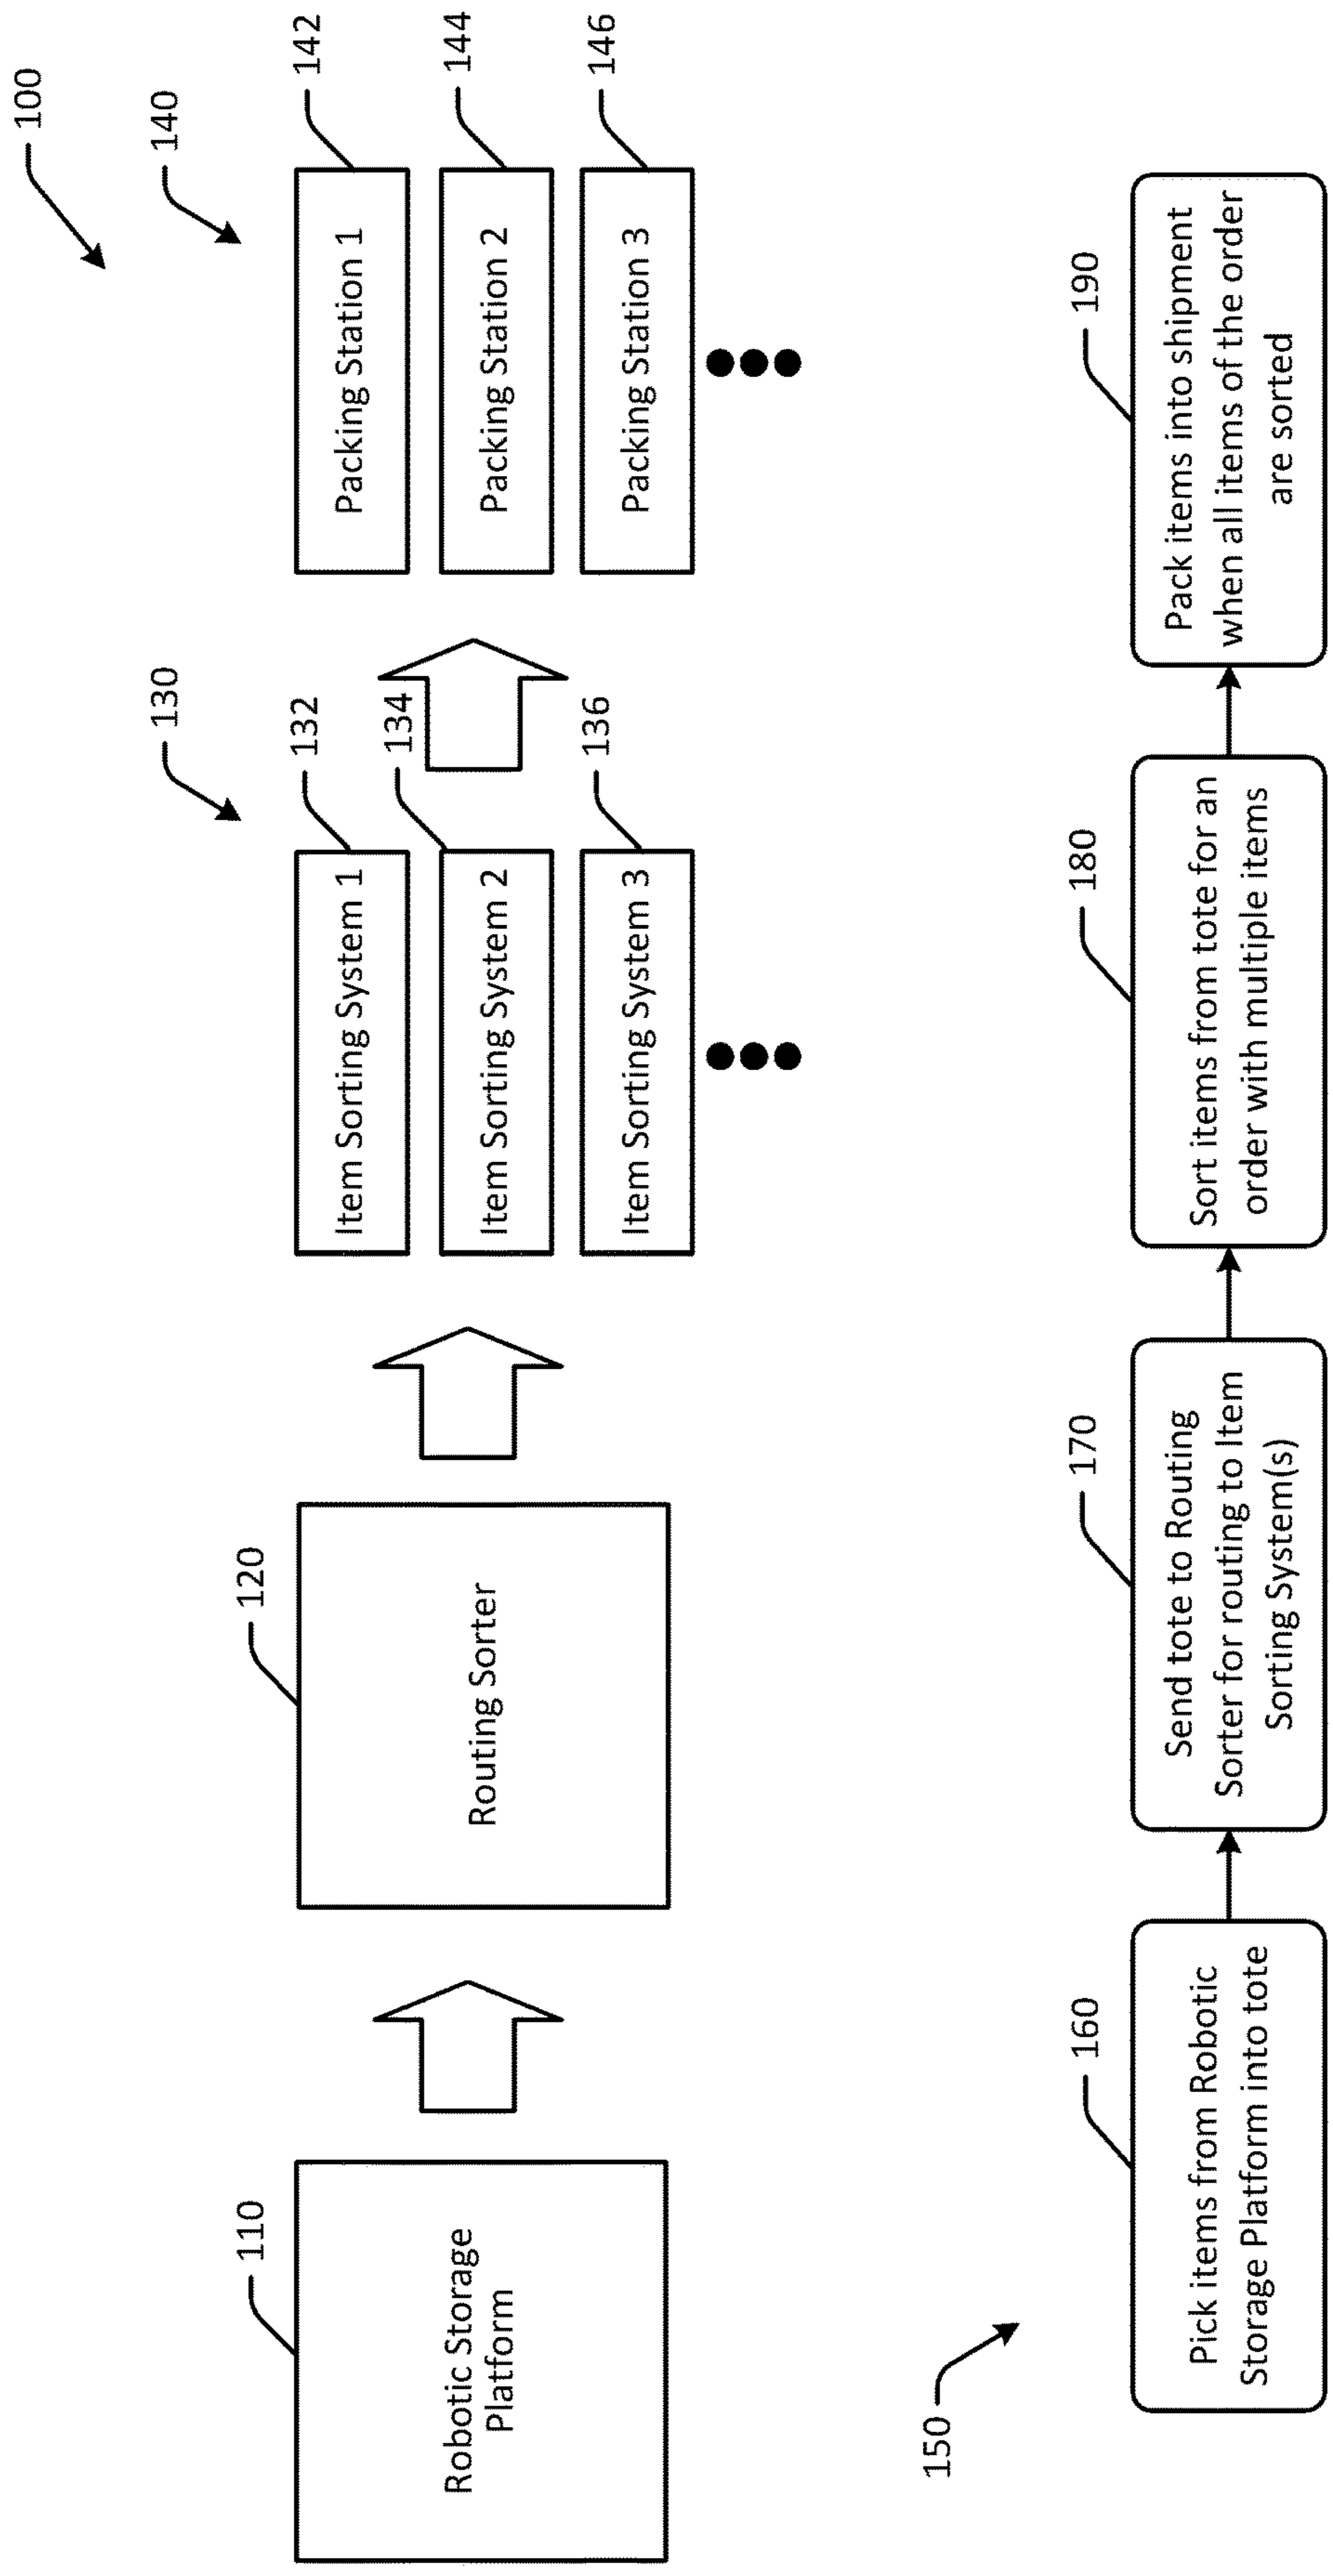 100
110
Robotic Storage
Platform
120
Routing Sorter
130
132
Item Sorting System 1
134
Item Sorting System 2
136
Item Sorting System 3
140
142
Packing Station 1
144
Packing Station 2
146
Packing Station 3
150
160
Pick items from Robotic
Storage Platform into tote
170
Send tote to Routing
Sorter for routing to Item
Sorting System(s)
180
Sort items from tote for an
order with multiple items
190
Pack items into shipment
when all items of the order
are sorted